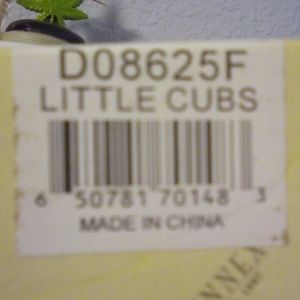 D08625F
LITTLE CUBS
6 50781 70148 3
MADE IN CHINA